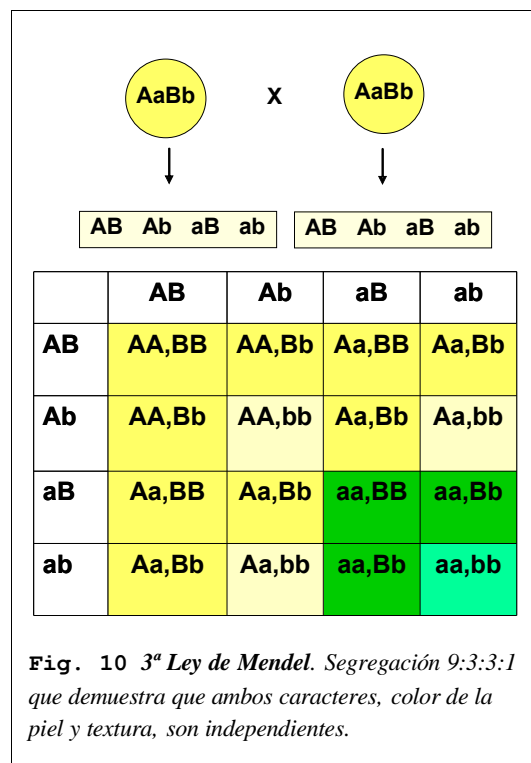 AaBb X AaBb
AB Ab aB ab AB Ab aB ab
AB Ab aB ab
AB AA,BB AA,Bb Aa,BB Aa,Bb
Ab AA,Bb AA,bb Aa,Bb Aa,bb
aB Aa,BB Aa,Bb aa,BB aa,Bb
ab Aa,Bb Aa,bb aa,Bb aa,bb
Fig. 10 3ª Ley de Mendel. Segregación 9:3:3:1
que demuestra que ambos caracteres, color de la
piel y textura, son independientes.